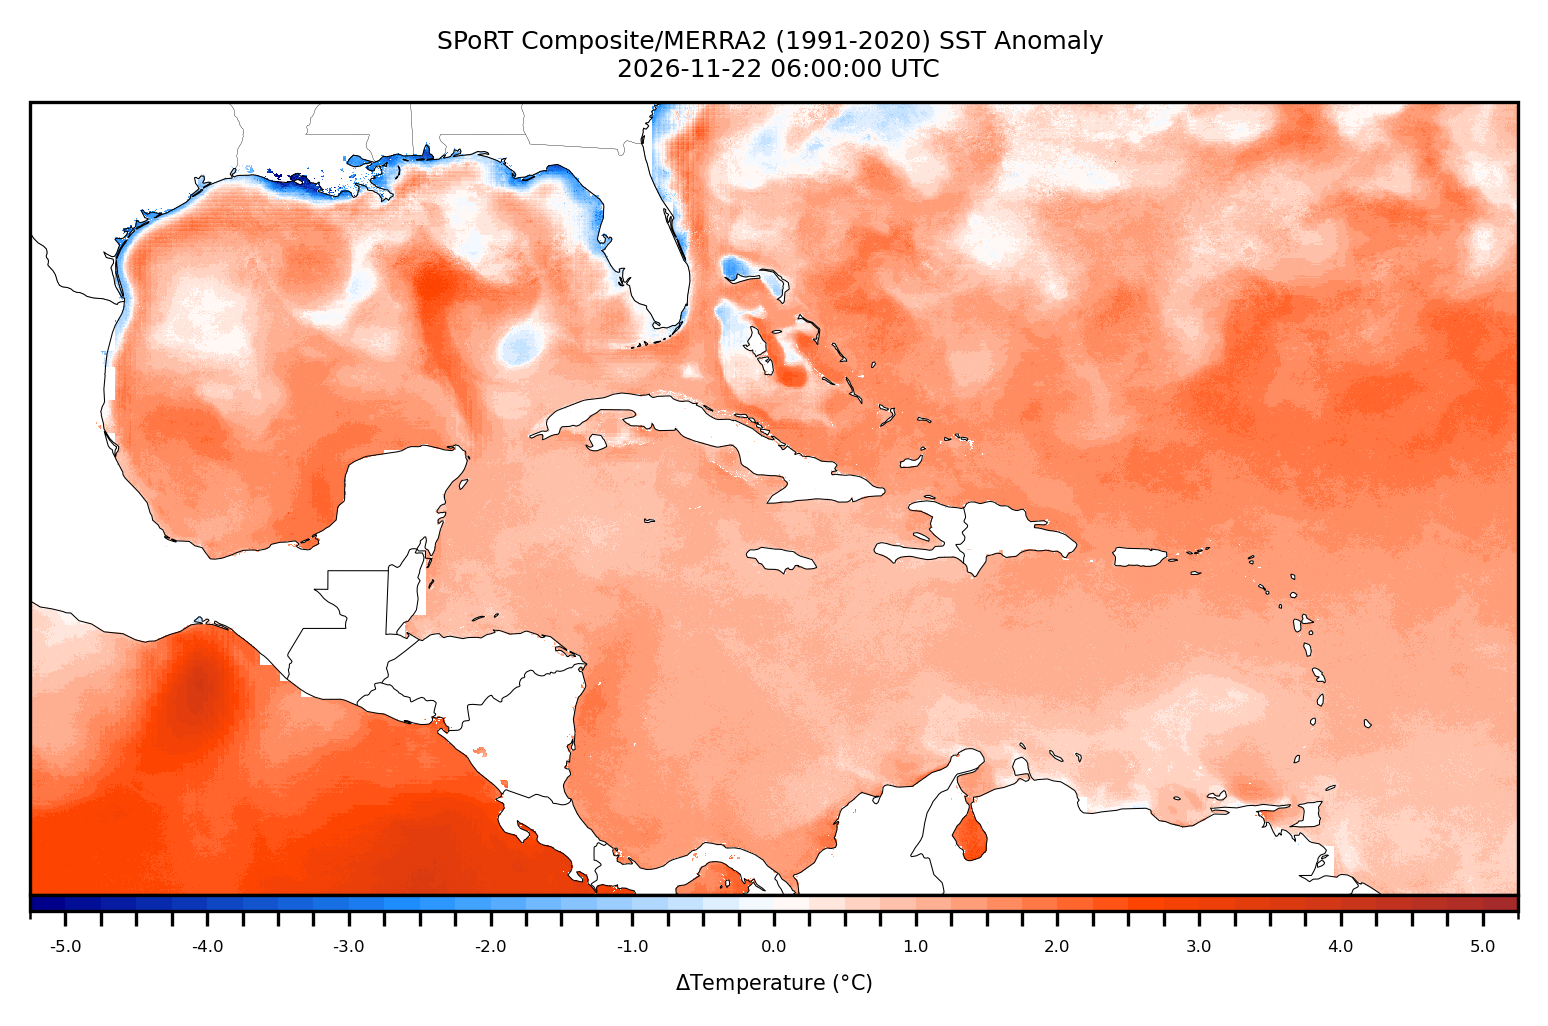 SPoRT Composite/MERRA2 (1991-2020) SST Anomaly
2026-11-22 06:00:00 UTC
-5.0 -4.0 -3.0 -2.0 -1.0 0.0 1.0 2.0 3.0 4.0 5.0
ΔTemperature (°C)